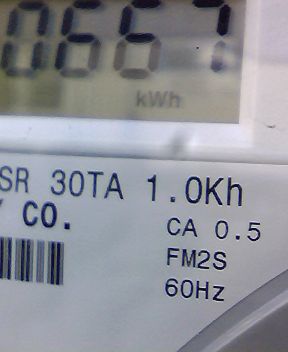 0667
kWh
SR 30TA 1.0Kh
Y CO.
CA 0.5
FM2S
60Hz